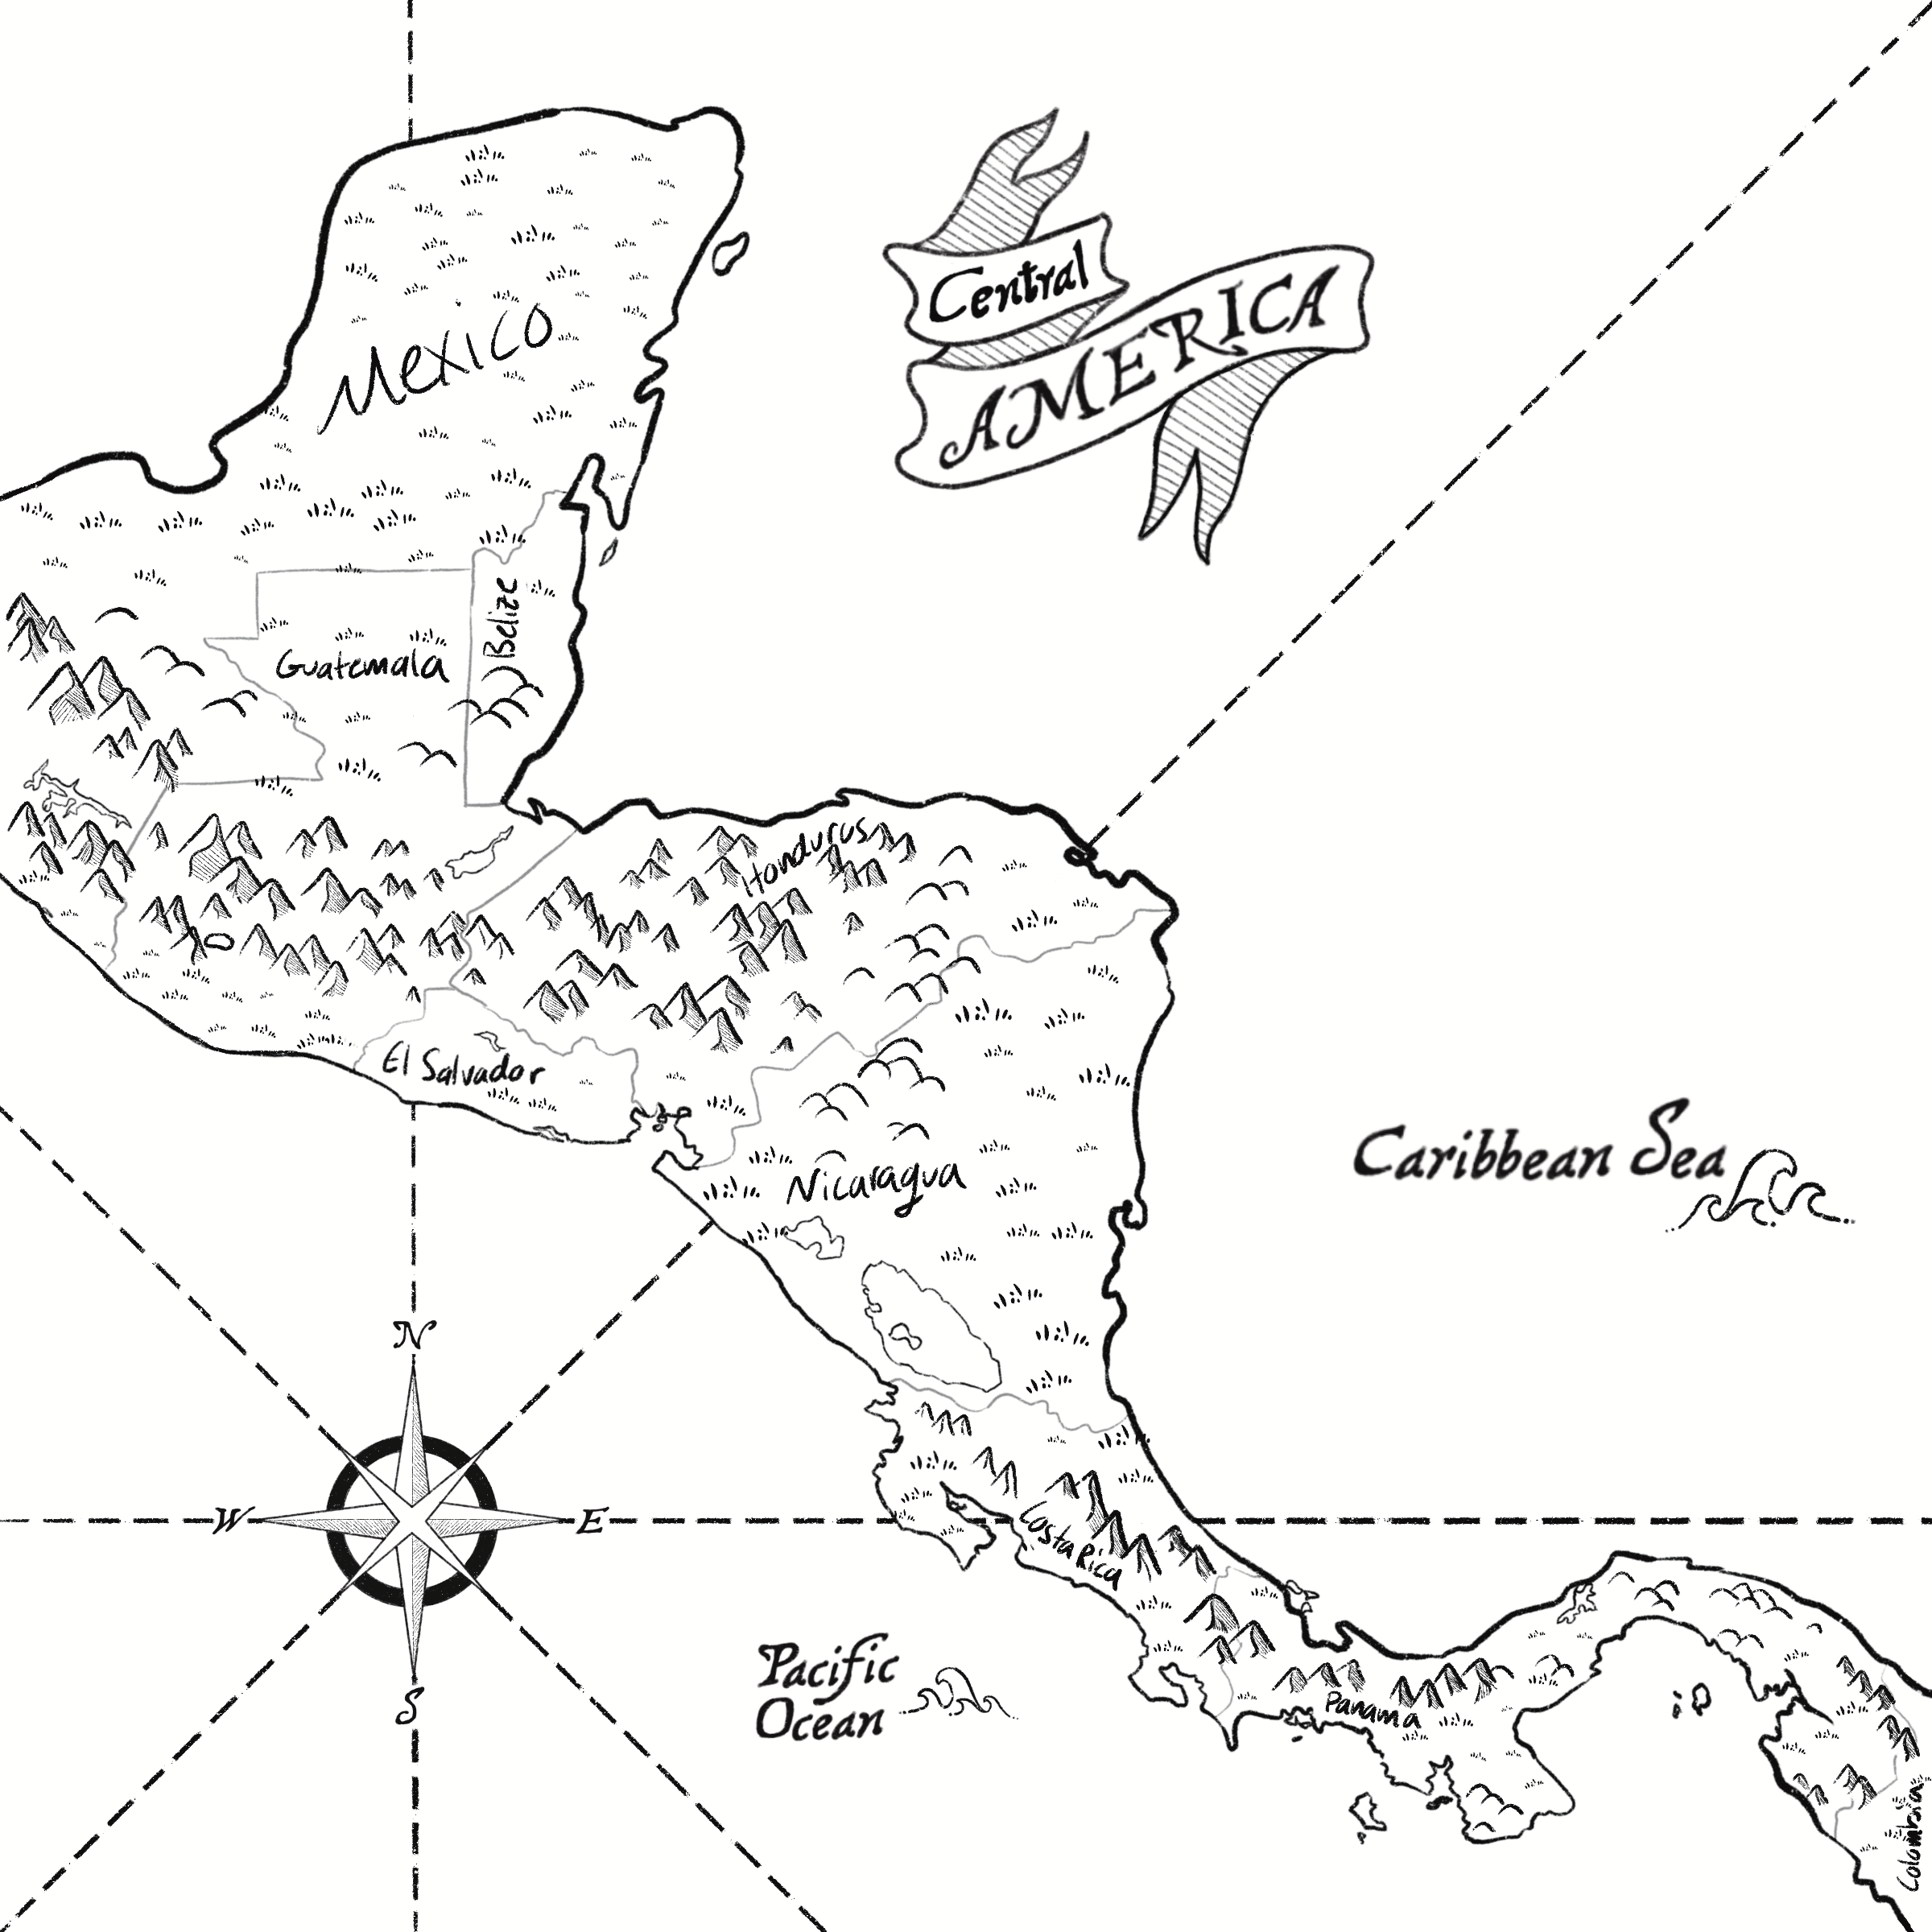 Central
AMERICA
Mexico
Belize
Guatemala
Honduras
El Salvador
Nicaragua
Caribbean Sea
N
W
E
S
Costa Rica
Pacific
Ocean
Panama
Colombia